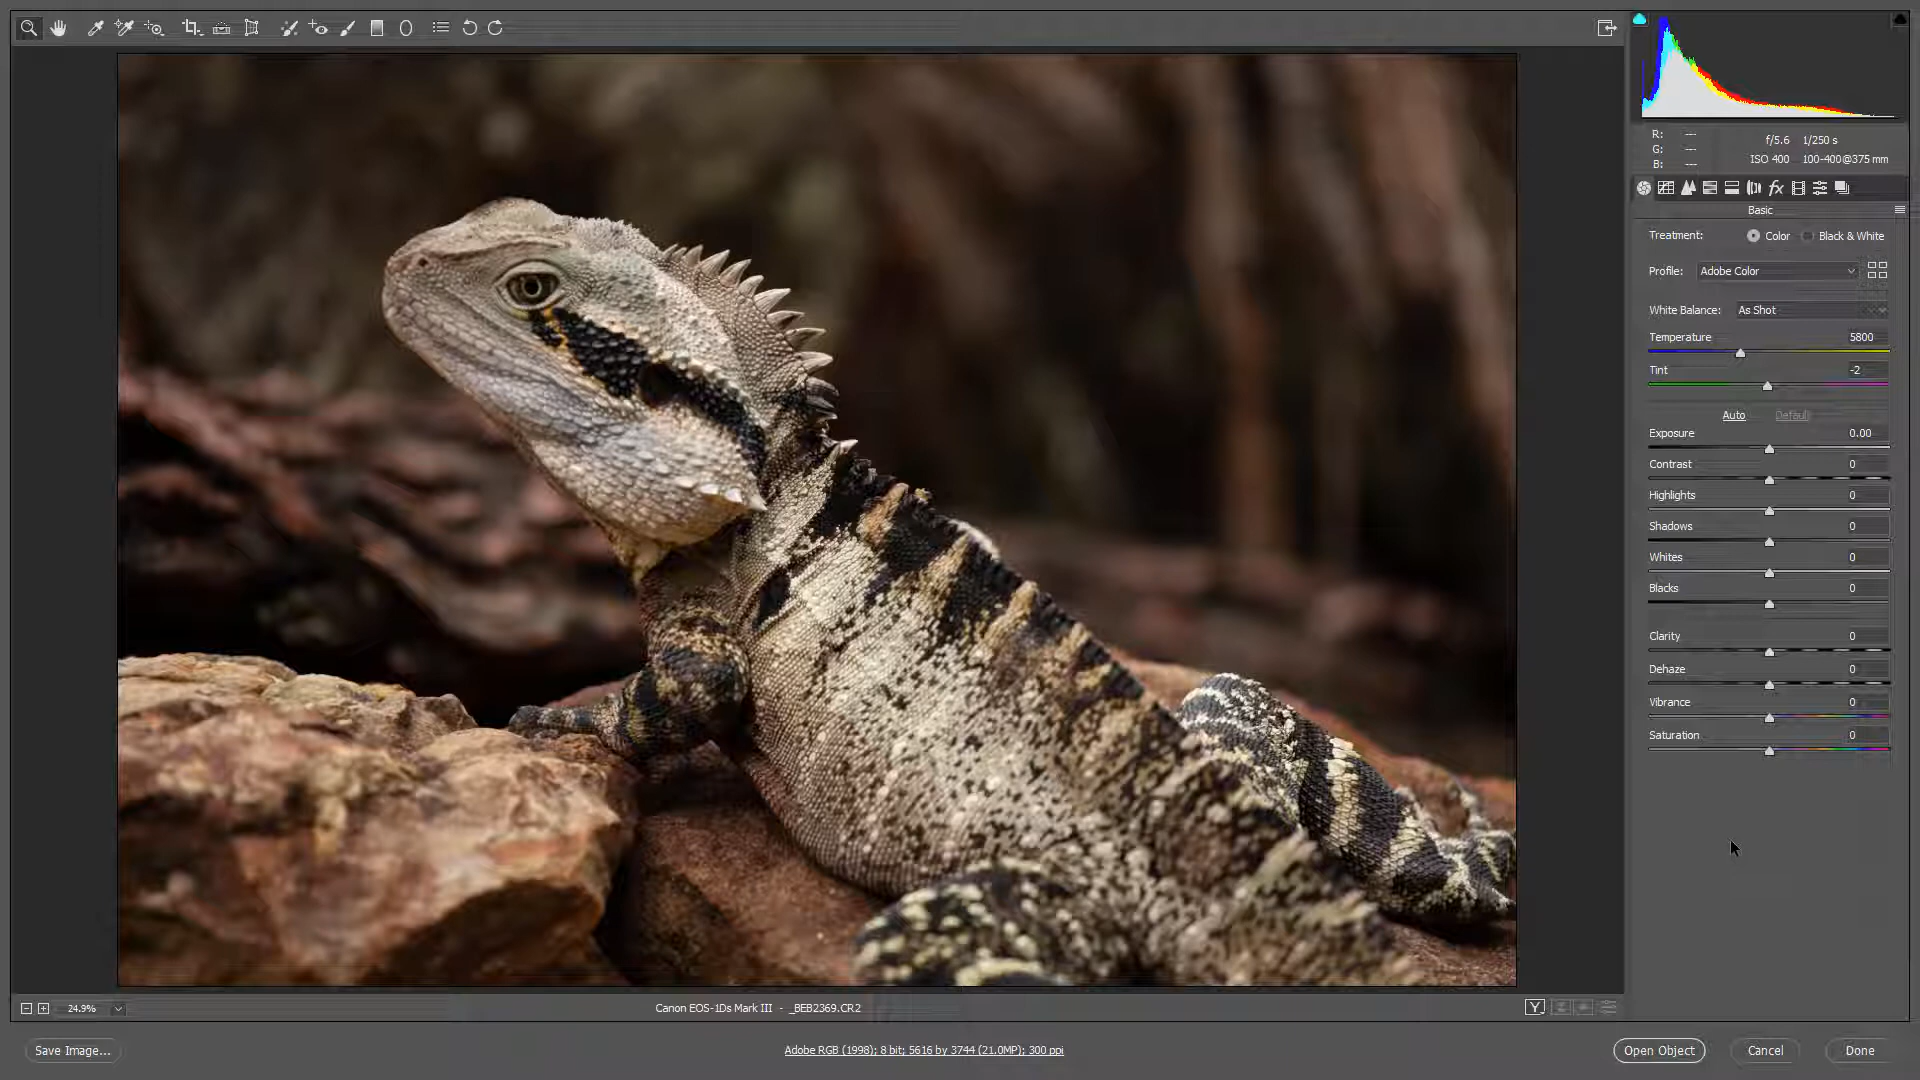 R: ---
G: ---
B: ---
f/5.6 1/250 s
ISO 400 100-400@375 mm
fx
Basic
Treatment: Color Black & White
Profile: Adobe Color
White Balance: As Shot
Temperature 5800
Tint -2
Auto Default
Exposure 0.00
Contrast 0
Highlights 0
Shadows 0
Whites 0
Blacks 0
Clarity 0
Dehaze 0
Vibrance 0
Saturation 0
24.9%
Canon EOS-1Ds Mark III - _BEB2369.CR2
Y
Save Image...
Adobe RGB (1998); 8 bit; 5616 by 3744 (21.0MP); 300 ppi
Open Object
Cancel
Done